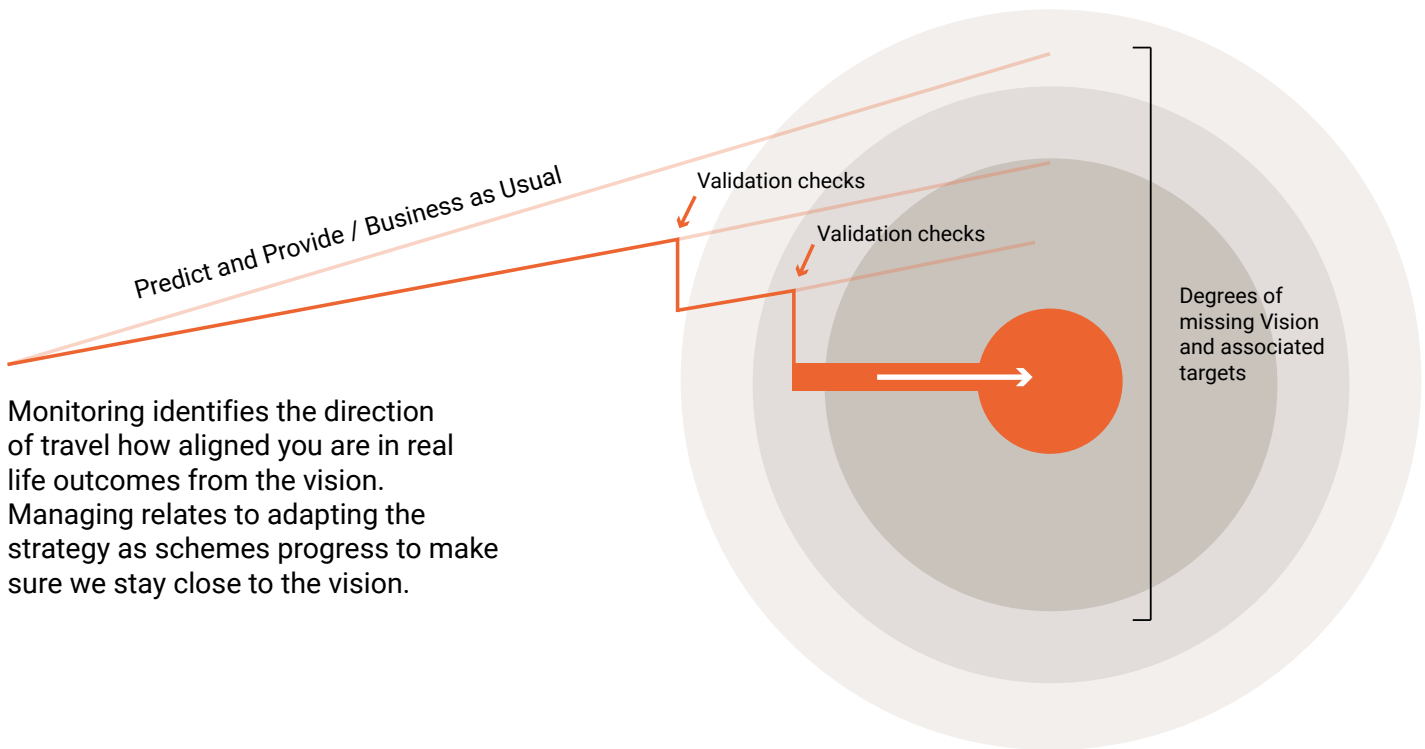 Predict and Provide / Business as Usual
Validation checks
Validation checks
Degrees of
missing Vision
and associated
targets
Monitoring identifies the direction
of travel how aligned you are in real
life outcomes from the vision.
Managing relates to adapting the
strategy as schemes progress to make
sure we stay close to the vision.